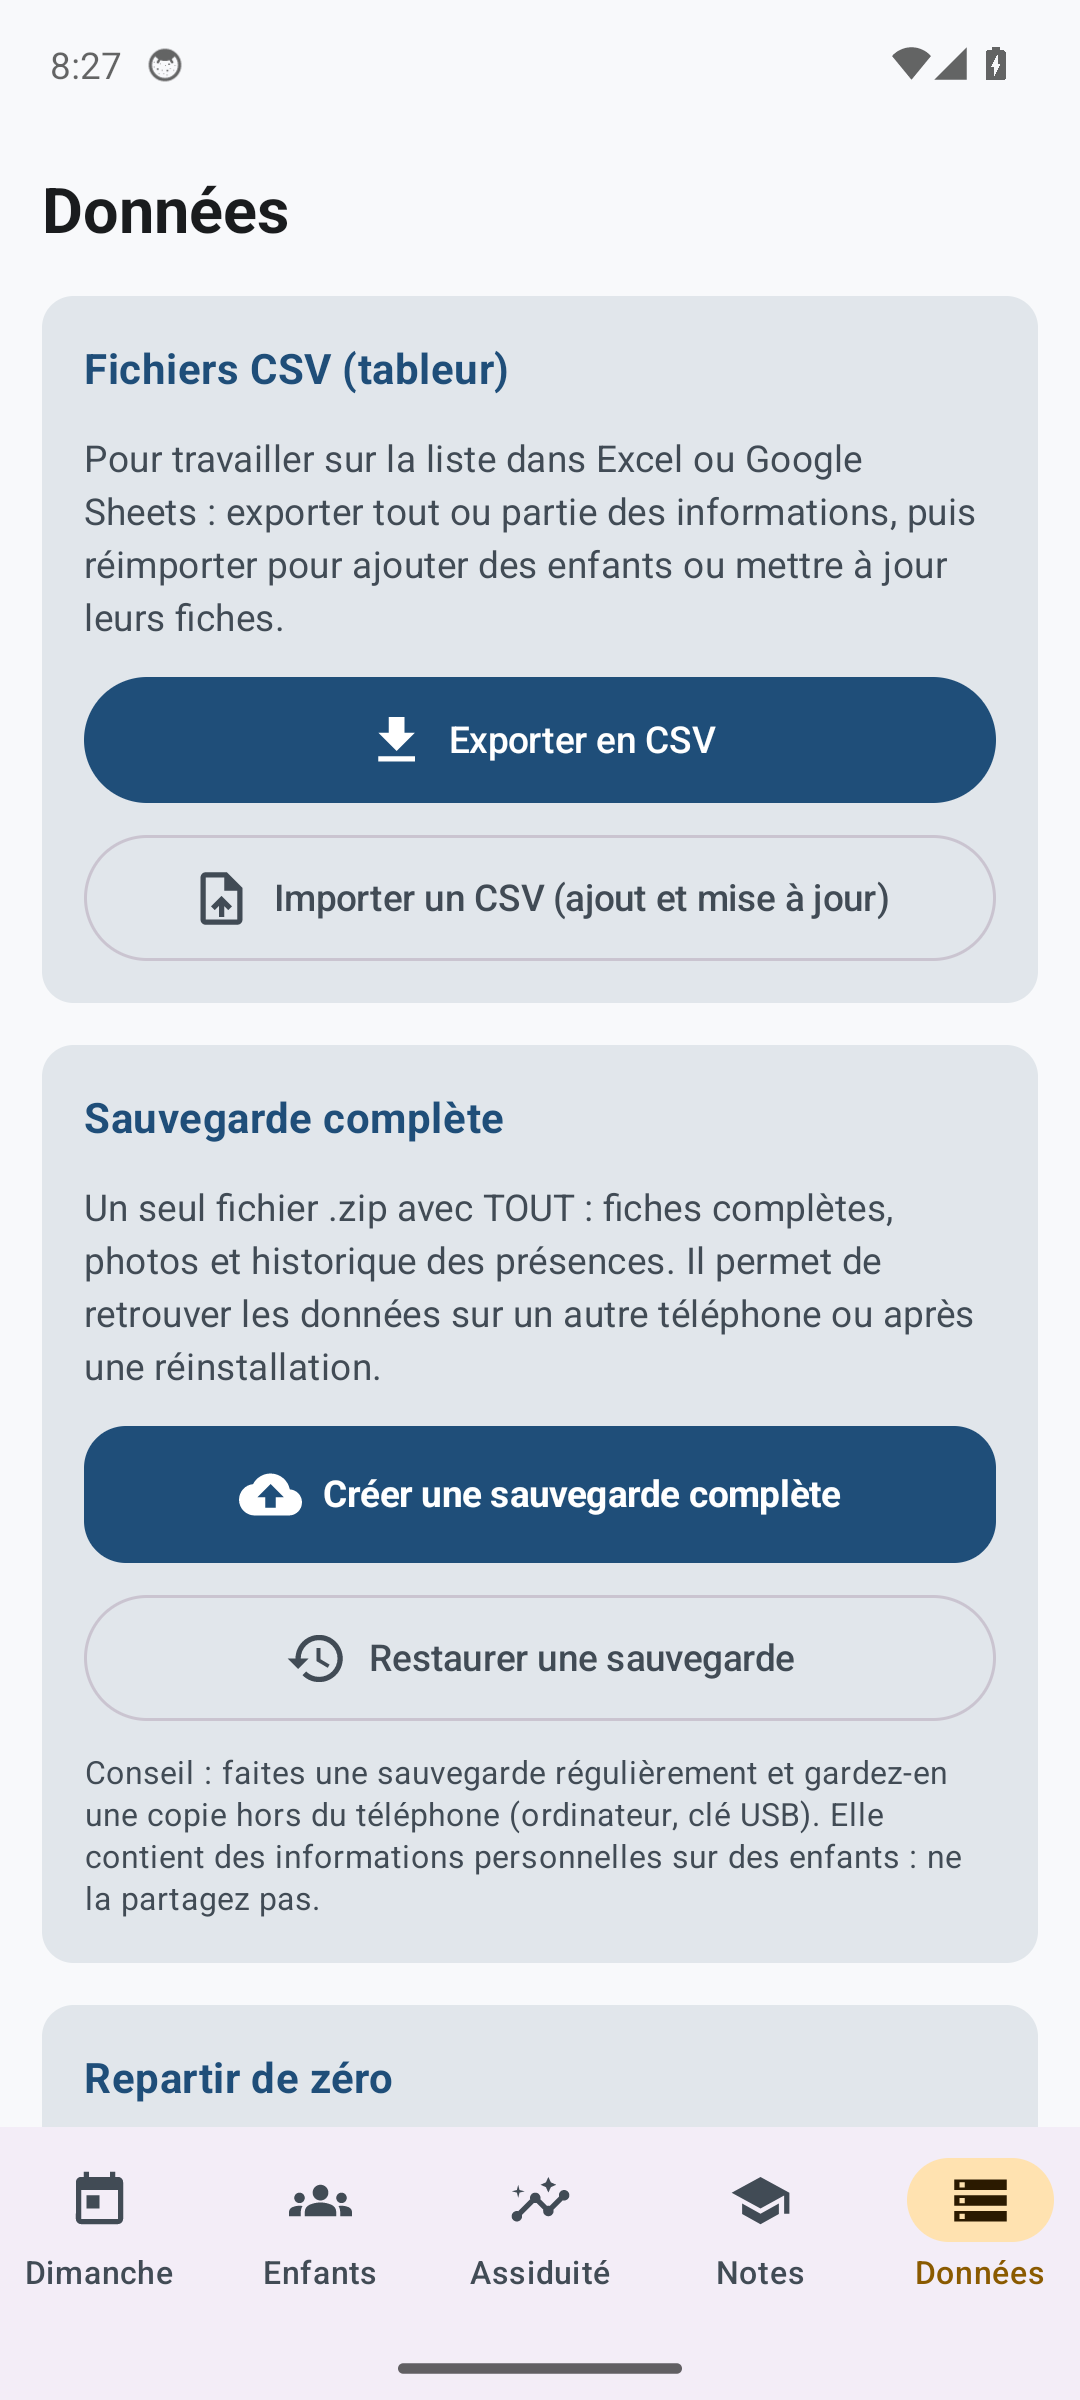 8:27
Données
Fichiers CSV (tableur)
Pour travailler sur la liste dans Excel ou Google
Sheets : exporter tout ou partie des informations, puis
réimporter pour ajouter des enfants ou mettre à jour
leurs fiches.
Exporter en CSV
Importer un CSV (ajout et mise à jour)
Sauvegarde complète
Un seul fichier .zip avec TOUT : fiches complètes,
photos et historique des présences. Il permet de
retrouver les données sur un autre téléphone ou après
une réinstallation.
Créer une sauvegarde complète
Restaurer une sauvegarde
Conseil : faites une sauvegarde régulièrement et gardez-en
une copie hors du téléphone (ordinateur, clé USB). Elle
contient des informations personnelles sur des enfants : ne
la partagez pas.
Repartir de zéro
Dimanche
Enfants
Assiduité
Notes
Données